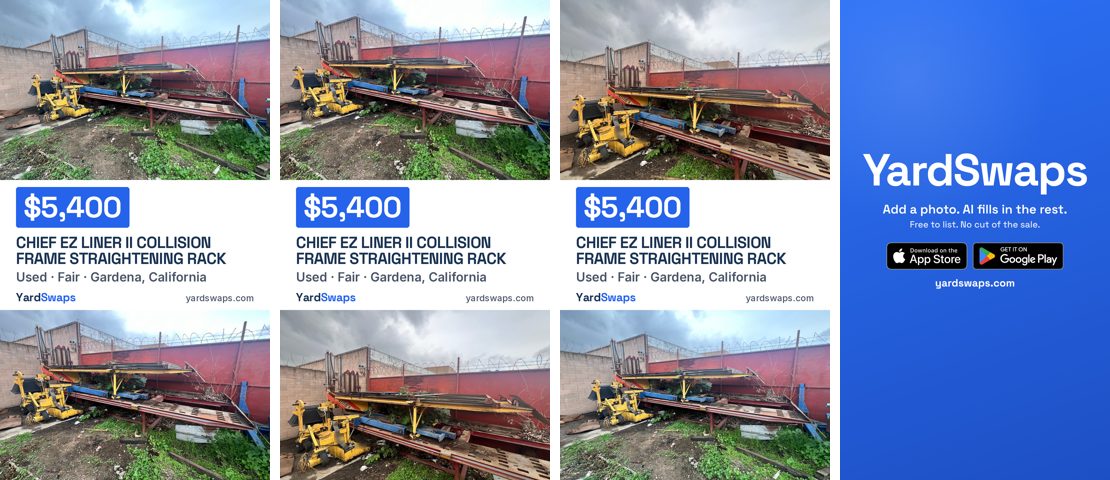 $5,400
CHIEF EZ LINER II COLLISION
FRAME STRAIGHTENING RACK
Used · Fair · Gardena, California
YardSwaps
yardswaps.com
$5,400
CHIEF EZ LINER II COLLISION
FRAME STRAIGHTENING RACK
Used · Fair · Gardena, California
YardSwaps
yardswaps.com
$5,400
CHIEF EZ LINER II COLLISION
FRAME STRAIGHTENING RACK
Used · Fair · Gardena, California
YardSwaps
yardswaps.com
YardSwaps
Add a photo. AI fills in the rest.
Free to list. No cut of the sale.
Download on the
App Store
GET IT ON
Google Play
yardswaps.com